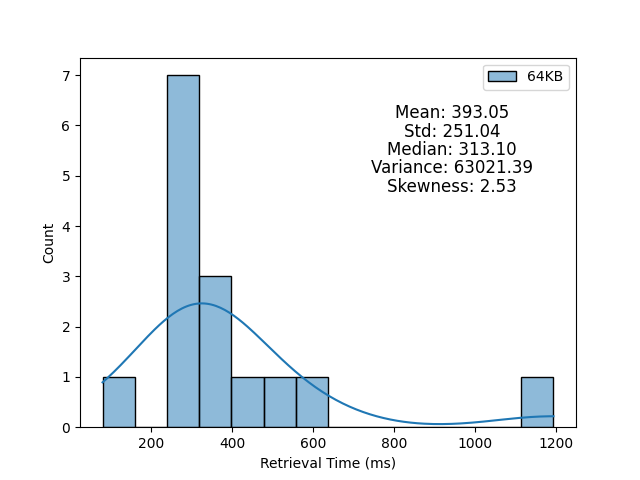 64KB
Mean: 393.05
Std: 251.04
Median: 313.10
Variance: 63021.39
Skewness: 2.53
7
6
5
4
3
2
1
0
Count
200 400 600 800 1000 1200
Retrieval Time (ms)